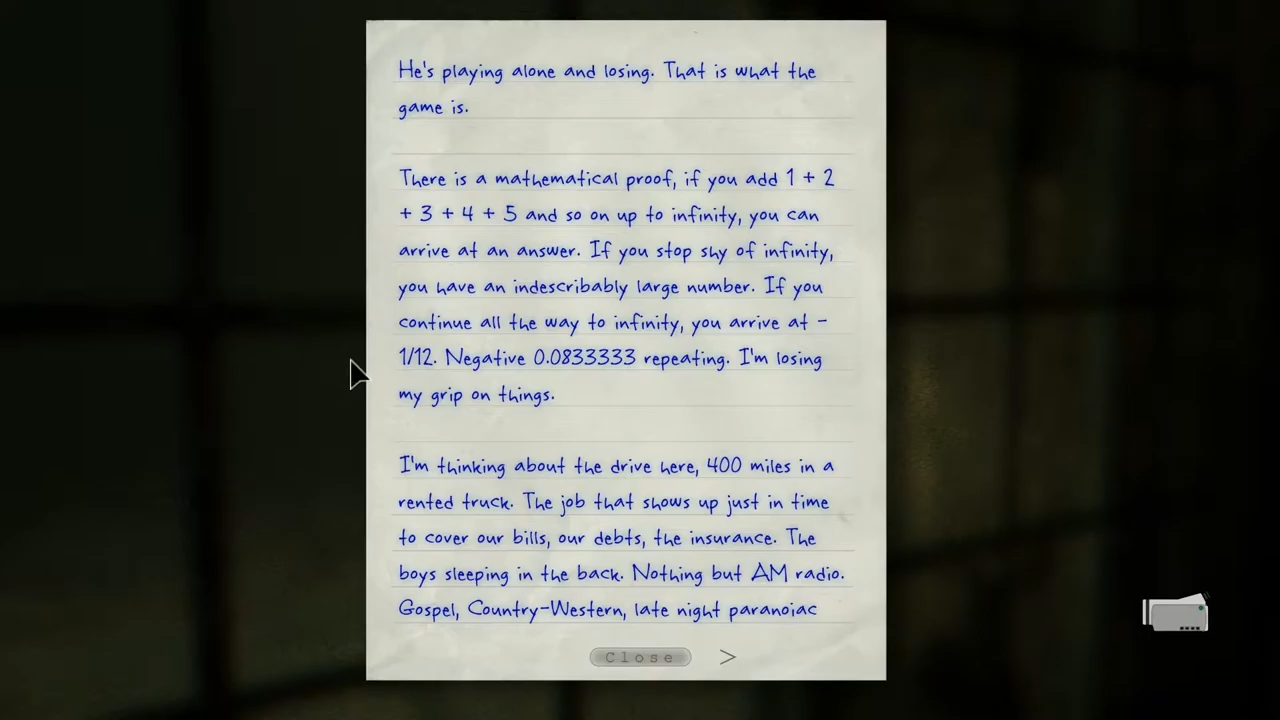 He's playing alone and losing. That is what the
game is.
There is a mathematical proof, if you add 1 + 2
+ 3 + 4 + 5 and so on up to infinity, you can
arrive at an answer. If you stop shy of infinity,
you have an indescribably large number. If you
continue all the way to infinity, you arrive at -
1/12. Negative 0.0833333 repeating. I'm losing
my grip on things.
I'm thinking about the drive here, 400 miles in a
rented truck. The job that shows up just in time
to cover our bills, our debts, the insurance. The
boys sleeping in the back. Nothing but AM radio.
Gospel, Country-Western, late night paranoiac
Close >